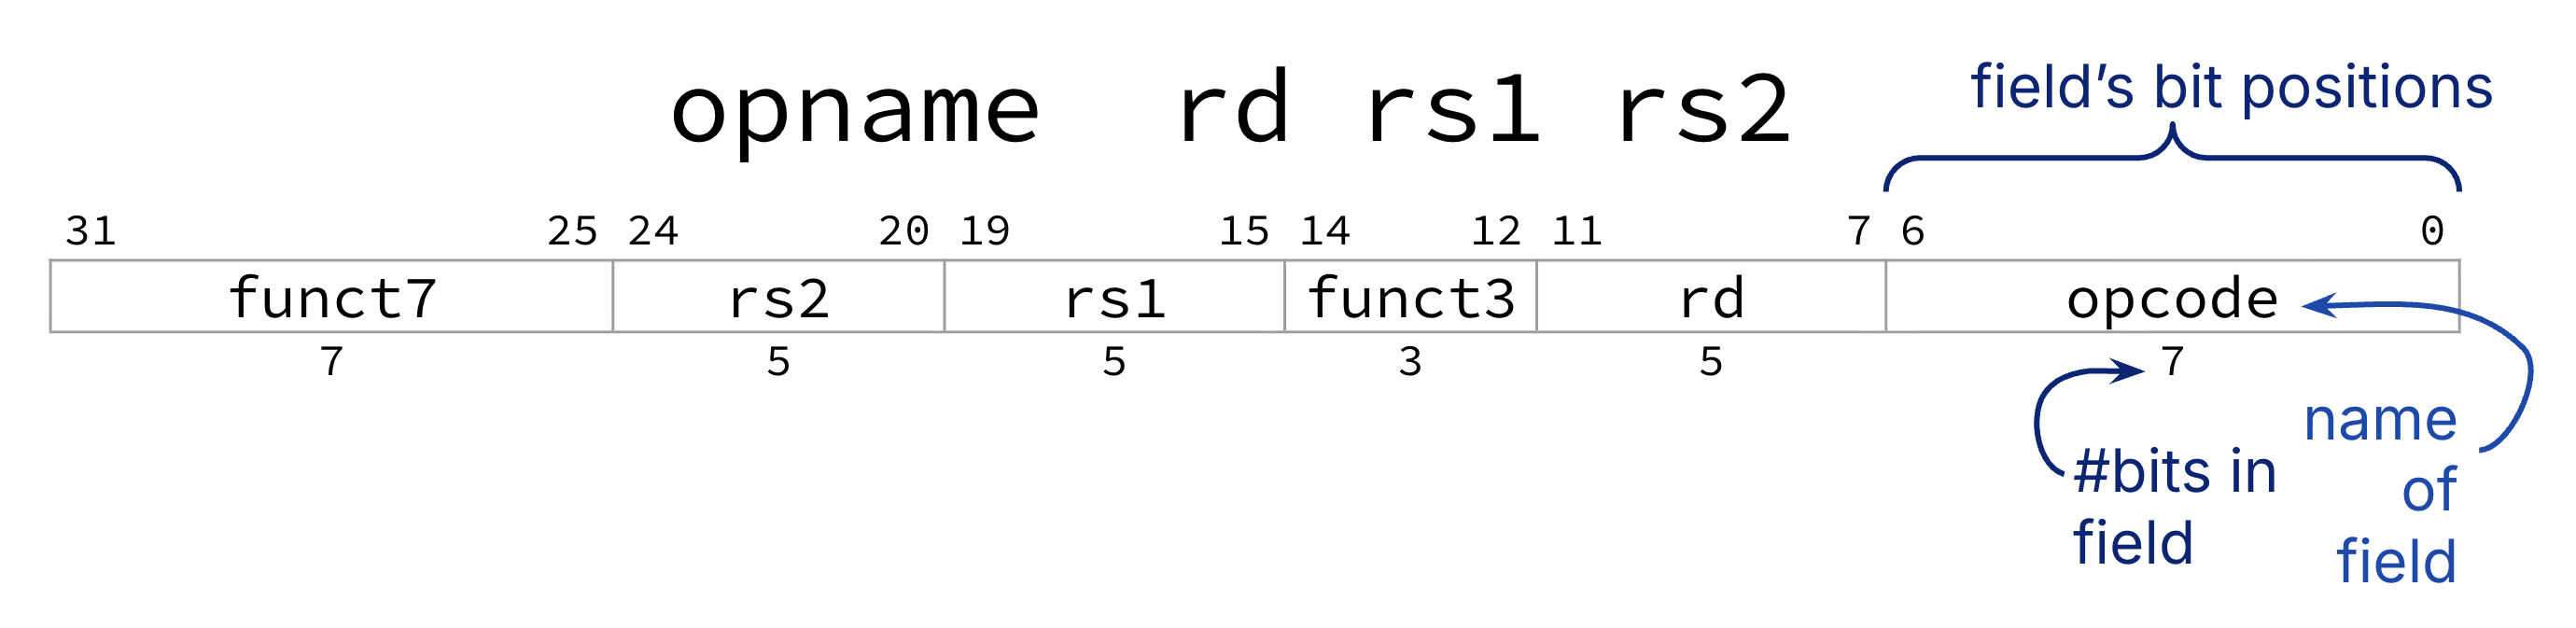 opname rd rs1 rs2
field's bit positions
31 25 24 20 19 15 14 12 11 7 6 0
funct7 rs2 rs1 funct3 rd opcode
7 5 5 3 5 7
#bits in
field
name
of
field